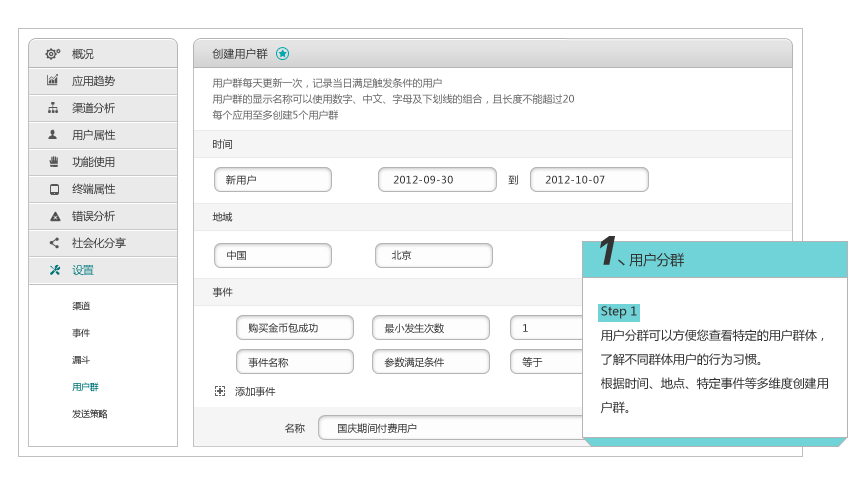 概况
应用趋势
渠道分析
用户属性
功能使用
终端属性
错误分析
社会化分享
设置
渠道
事件
漏斗
用户群
发送策略
创建用户群
用户群每天更新一次，记录当日满足触发条件的用户
用户群的显示名称可以使用数字、中文、字母及下划线的组合，且长度不能超过20
每个应用至多创建5个用户群
时间
新用户 2012-09-30 到 2012-10-07
地域
中国 北京
事件
购买金币包成功 最小发生次数 1
事件名称 参数满足条件 等于
添加事件
名称 国庆期间付费用户
1、用户分群
Step 1
用户分群可以方便您查看特定的用户群体，
了解不同群体用户的行为习惯。
根据时间、地点、特定事件等多维度创建用
户群。